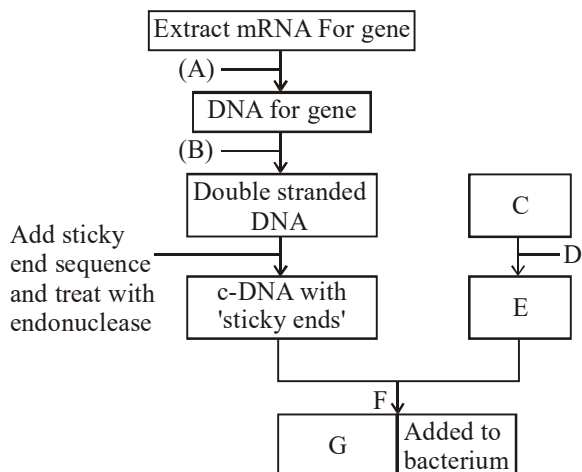 Extract mRNA For gene
(A)
DNA for gene
(B)
Double stranded
DNA
C
Add sticky
end sequence
and treat with
endonuclease
D
c-DNA with
'sticky ends'
E
F
G
Added to
bacterium